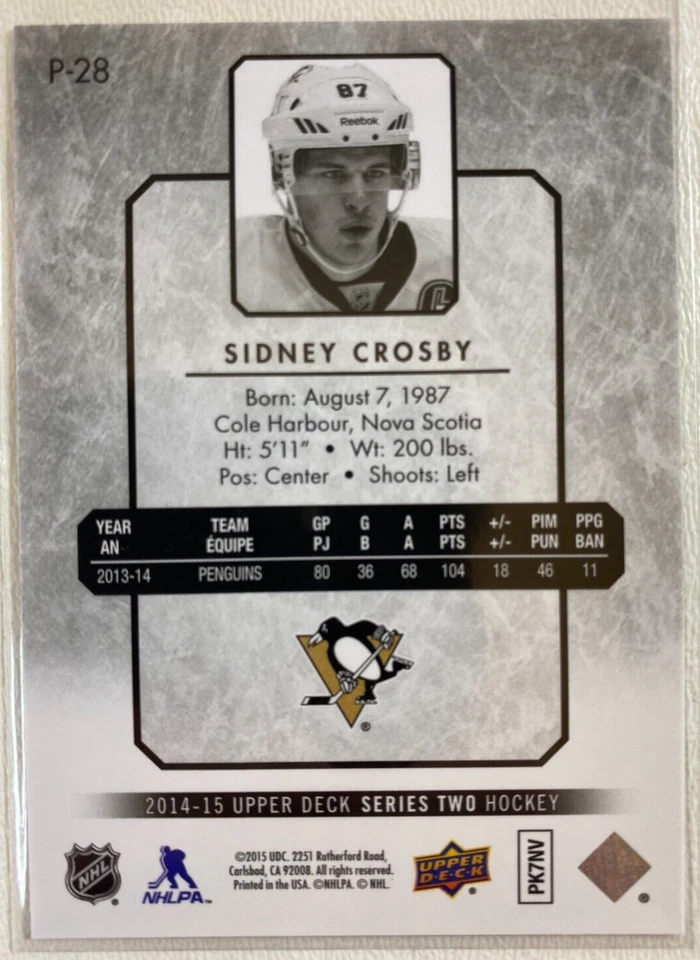 P-28
87
Reebok
SIDNEY CROSBY
Born: August 7, 1987
Cole Harbour, Nova Scotia
Ht: 5'11" • Wt: 200 lbs.
Pos: Center • Shoots: Left
YEAR TEAM GP G A PTS +/- PIM PPG
AN ÉQUIPE PJ B A PTS +/- PUN BAN
2013-14 PENGUINS 80 36 68 104 18 46 11
®
2014-15 UPPER DECK SERIES TWO HOCKEY
NHL ®
NHLPA™
©2015 UDC. 2251 Rutherford Road,
Carlsbad, CA 92008. All rights reserved.
Printed in the USA. ©NHLPA. © NHL.
UPPER
D·E·C·K ®
PK7NV
®